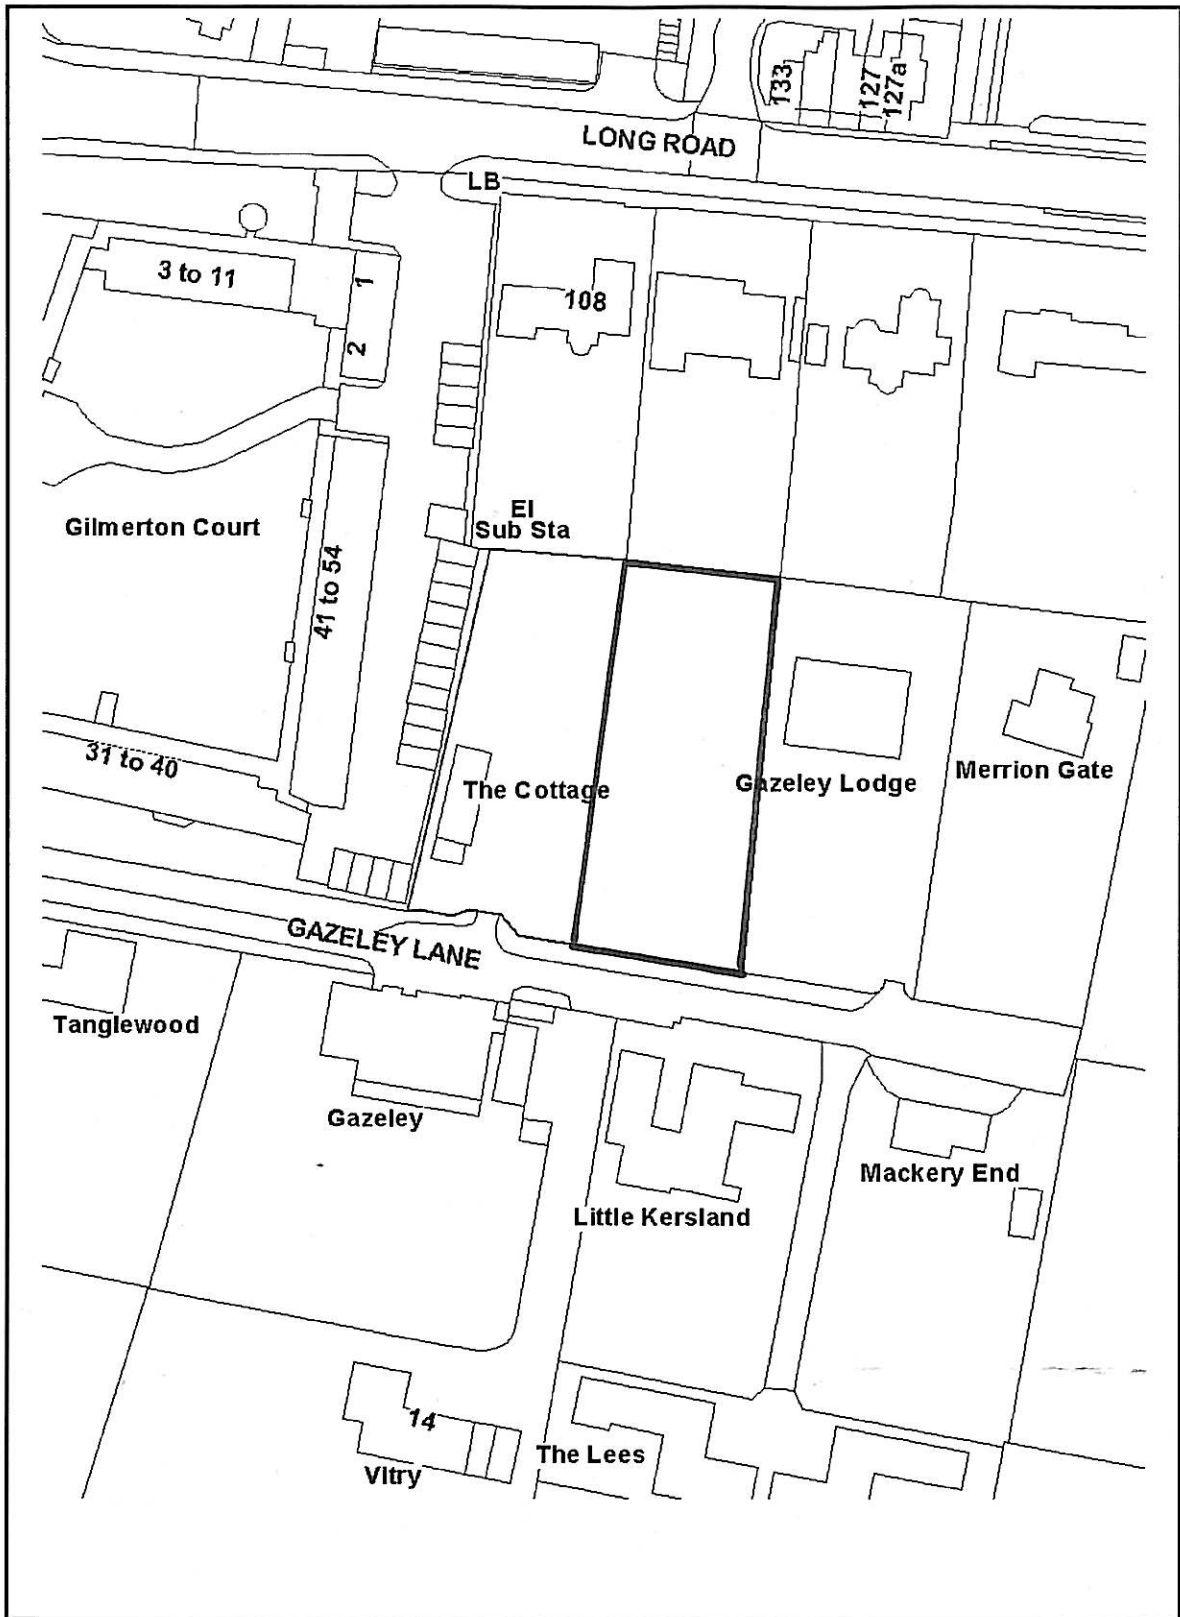 133
127
127a
LONG ROAD
LB
3 to 11
1
2
108
El
Sub Sta
Gilmerton Court
41 to 54
31 to 40
The Cottage
Gazeley Lodge
Merrion Gate
GAZELEY LANE
Tanglewood
Gazeley
Mackery End
Little Kersland
14
The Lees
Vitry